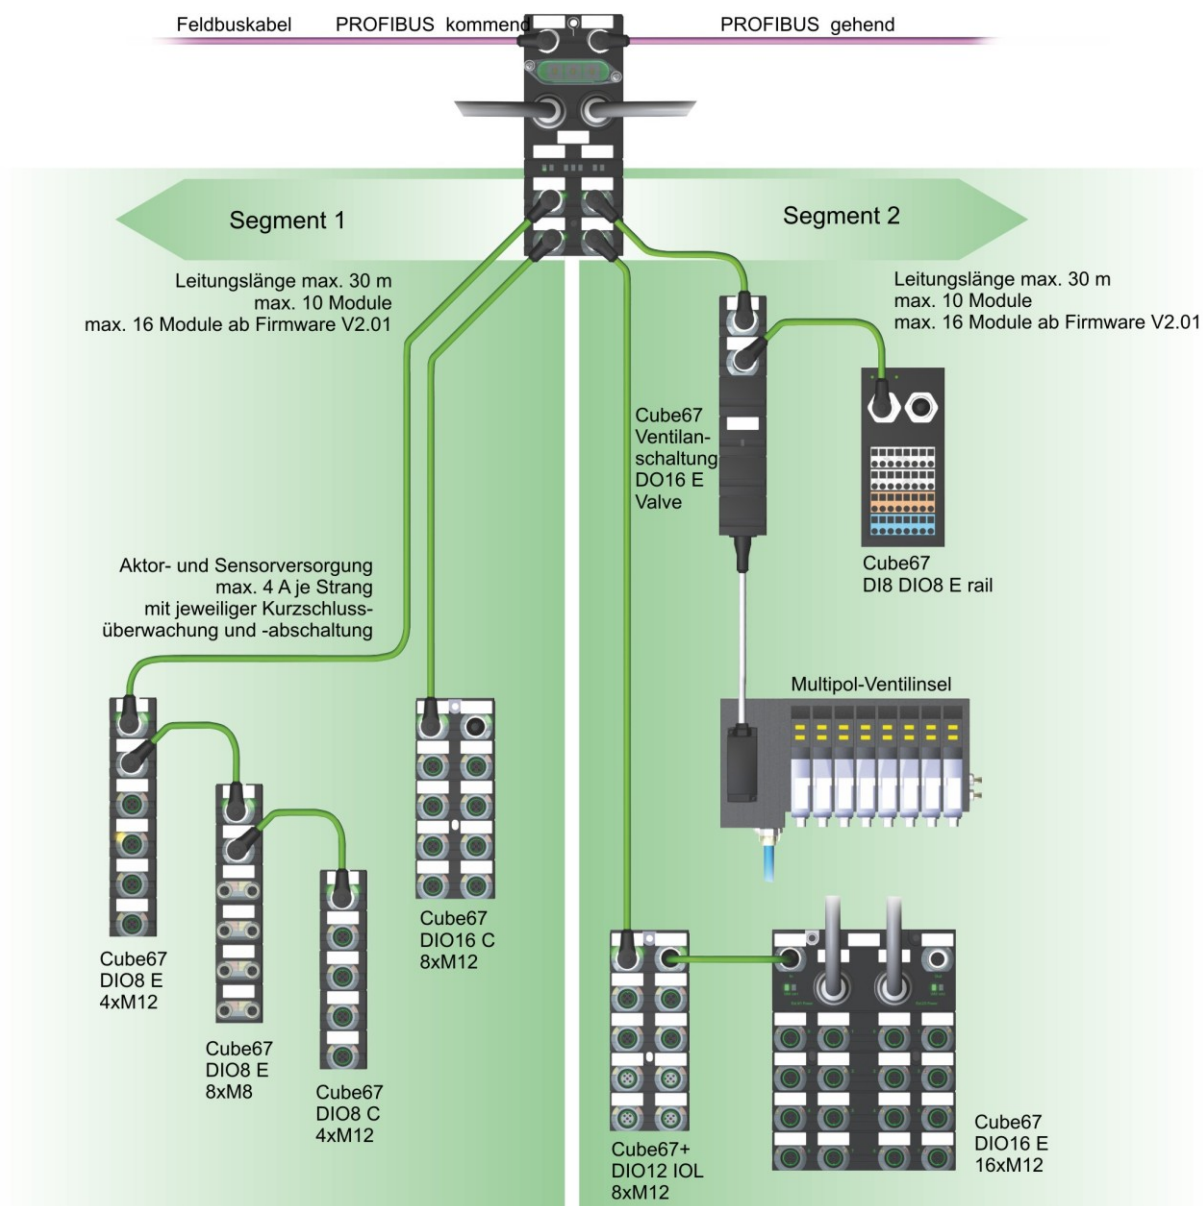 Feldbuskabel
PROFIBUS kommend
PROFIBUS gehend
Segment 1
Segment 2
Leitungslänge max. 30 m
max. 10 Module
max. 16 Module ab Firmware V2.01
Leitungslänge max. 30 m
max. 10 Module
max. 16 Module ab Firmware V2.01
Cube67
Ventilan-
schaltung
DO16 E
Valve
Cube67
DI8 DIO8 E rail
Aktor- und Sensorversorgung
max. 4 A je Strang
mit jeweiliger Kurzschluss-
überwachung und -abschaltung
Multipol-Ventilinsel
Cube67
DIO8 E
4xM12
Cube67
DIO8 E
8xM8
Cube67
DIO8 C
4xM12
Cube67
DIO16 C
8xM12
Cube67+
DIO12 IOL
8xM12
Cube67
DIO16 E
16xM12